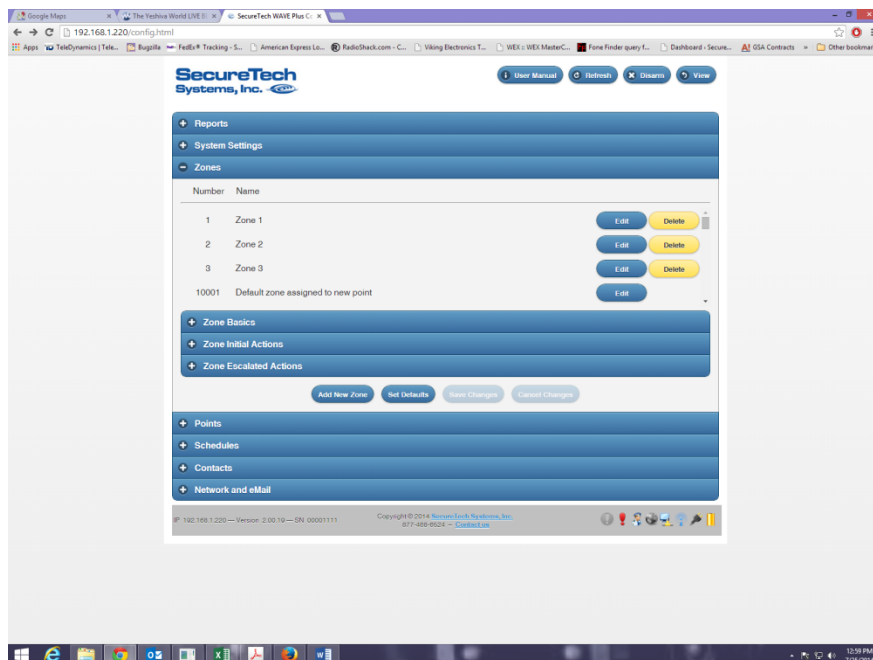 Google Maps The Yeshiva World LIVE B SecureTech WAVE Plus Co
192.168.1.220/config.html
Apps TeleDynamics | Tele... Bugzilla FedEx® Tracking - S... American Express Lo... RadioShack.com - C... Viking Electronics T... WEX :: WEX MasterC... Fone Finder query f... Dashboard - Secure... GSA Contracts » Other bookmar
SecureTech
Systems, Inc.
User Manual Refresh Disarm View
Reports
System Settings
Zones
Number Name
1 Zone 1 Edit Delete
2 Zone 2 Edit Delete
3 Zone 3 Edit Delete
10001 Default zone assigned to new point Edit
Zone Basics
Zone Initial Actions
Zone Escalated Actions
Add New Zone Set Defaults Save Changes Cancel Changes
Points
Schedules
Contacts
Network and eMail
IP 192.168.1.220 — Version 2.00.19 — SN 00001111
Copyright © 2014 SecureTech Systems, Inc.
877-468-8524 – Contact us
12:59 PM